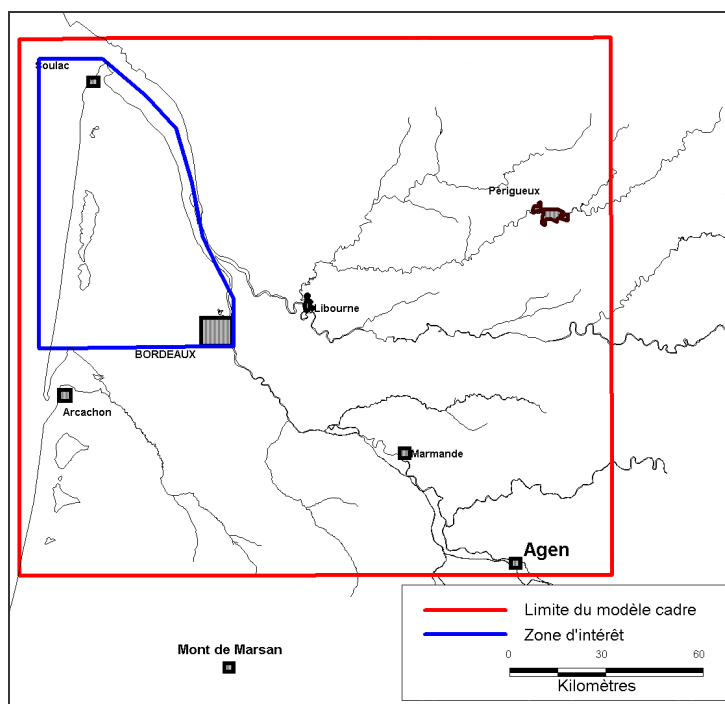 Soulac
Périgueux
Libourne
BORDEAUX
Arcachon
Marmande
Agen
Limite du modèle cadre
Zone d'intérêt
Mont de Marsan
0 30 60
Kilomètres